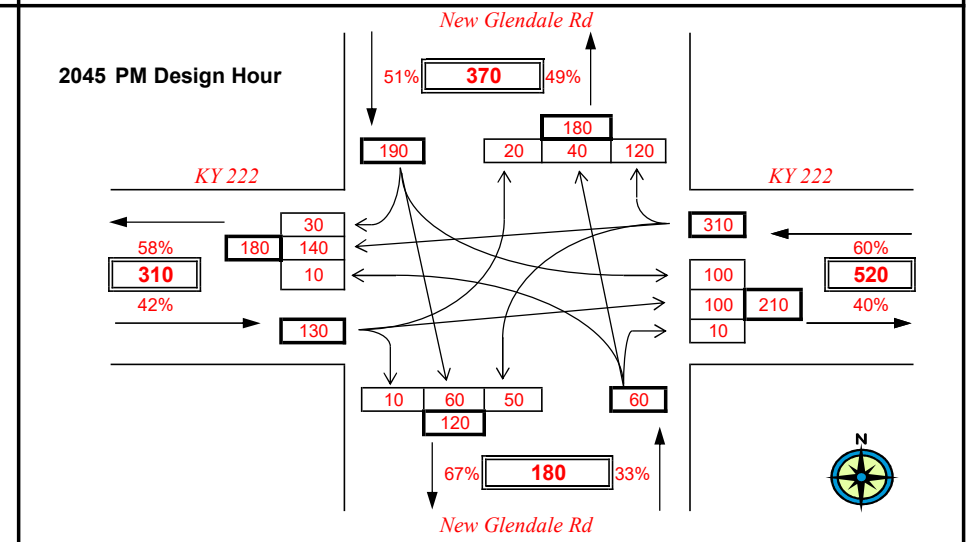 New Glendale Rd
2045 PM Design Hour
51% 370 49%
180
190 20 40 120
KY 222 KY 222
30 310
58% 180 140 60%
310 10 100 520
42% 100 210 40%
130 10
10 60 50 60
120
N
67% 180 33%
New Glendale Rd